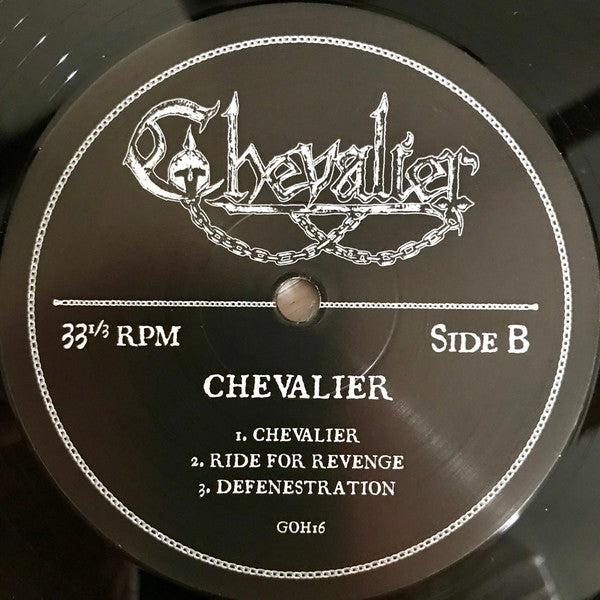 Chevalier
33 1/3 RPM
SIDE B
CHEVALIER
1. CHEVALIER
2. RIDE FOR REVENGE
3. DEFENESTRATION
GOH16